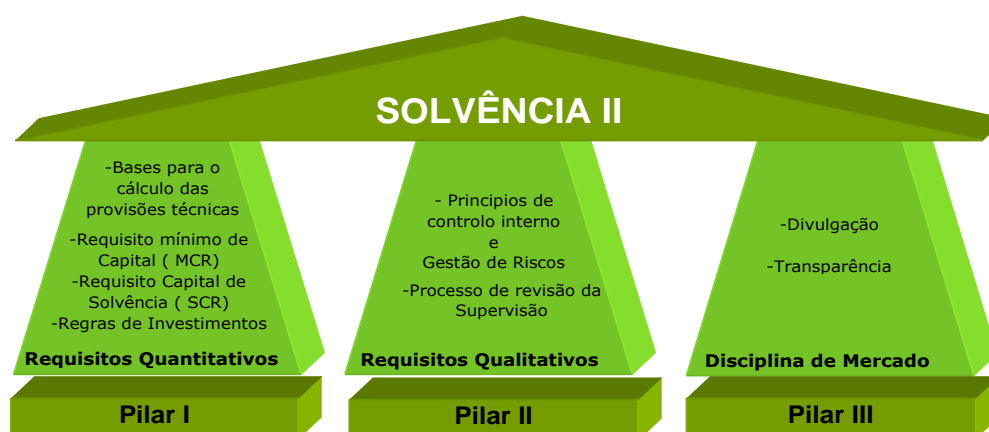 SOLVÊNCIA II
-Bases para o
cálculo das
provisões técnicas
-Requisito mínimo de
Capital ( MCR)
-Requisito Capital de
Solvência ( SCR)
-Regras de Investimentos
Requisitos Quantitativos
Pilar I
- Principios de
controlo interno
e
Gestão de Riscos
-Processo de revisão da
Supervisão
Requisitos Qualitativos
Pilar II
-Divulgação
-Transparência
Disciplina de Mercado
Pilar III